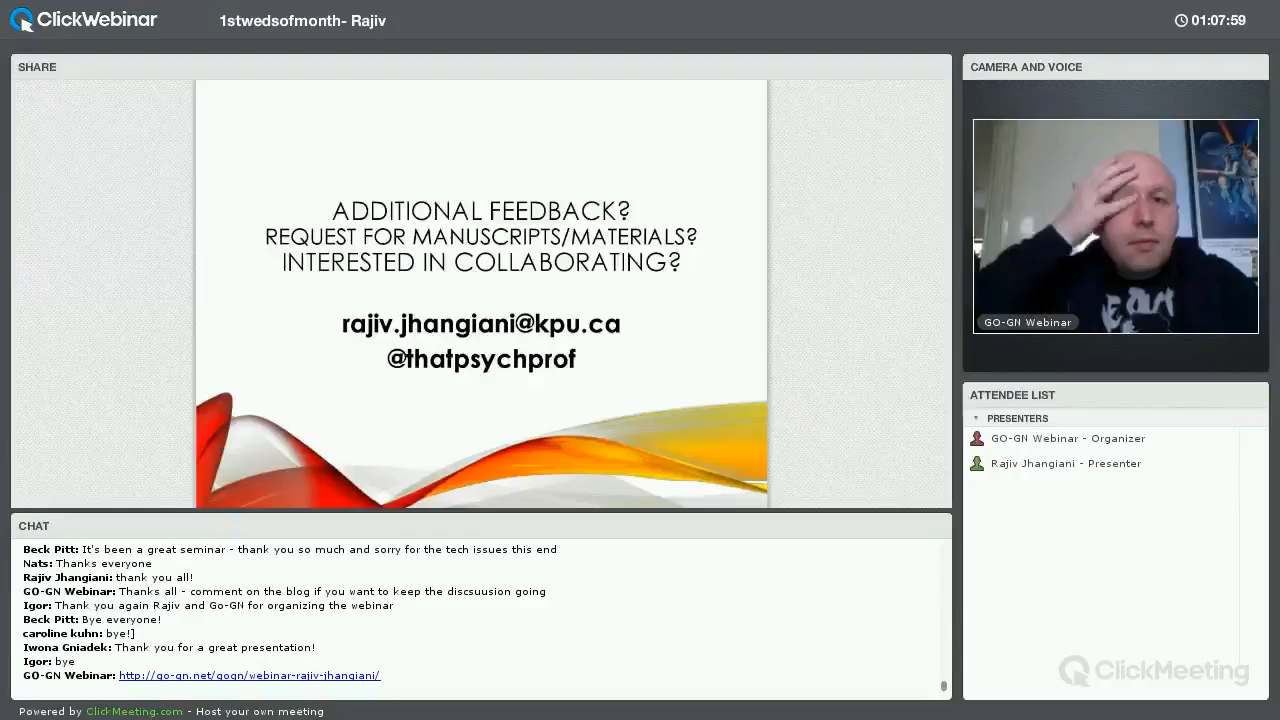 ClickWebinar
1stwedsofmonth- Rajiv
01:07:59
SHARE
ADDITIONAL FEEDBACK?
REQUEST FOR MANUSCRIPTS/MATERIALS?
INTERESTED IN COLLABORATING?
rajiv.jhangiani@kpu.ca
@thatpsychprof
CAMERA AND VOICE
GO-GN Webinar
ATTENDEE LIST
PRESENTERS
GO-GN Webinar - Organizer
Rajiv Jhangiani - Presenter
CHAT
Beck Pitt: It's been a great seminar - thank you so much and sorry for the tech issues this end
Nats: Thanks everyone
Rajiv Jhangiani: thank you all!
GO-GN Webinar: Thanks all - comment on the blog if you want to keep the discsuusion going
Igor: Thank you again Rajiv and Go-GN for organizing the webinar
Beck Pitt: Bye everyone!
caroline kuhn: bye!]
Iwona Gniadek: Thank you for a great presentation!
Igor: bye
GO-GN Webinar: http://go-gn.net/gogn/webinar-rajiv-jhangiani/
ClickMeeting
Powered by ClickMeeting.com - Host your own meeting